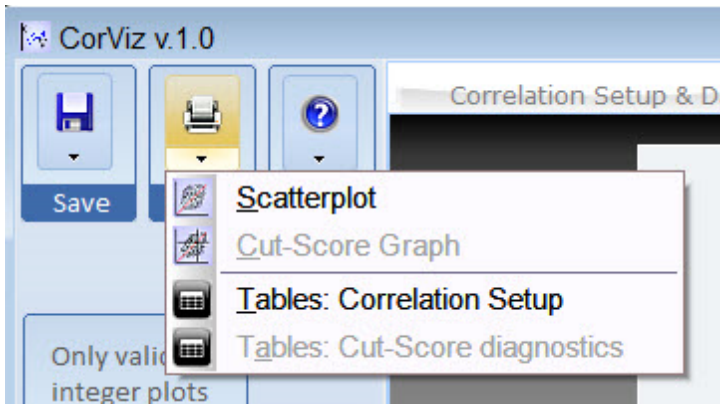 CorViz v.1.0
Correlation Setup & D
Save
Scatterplot
Cut-Score Graph
Tables: Correlation Setup
Tables: Cut-Score diagnostics
Only valid
integer plots